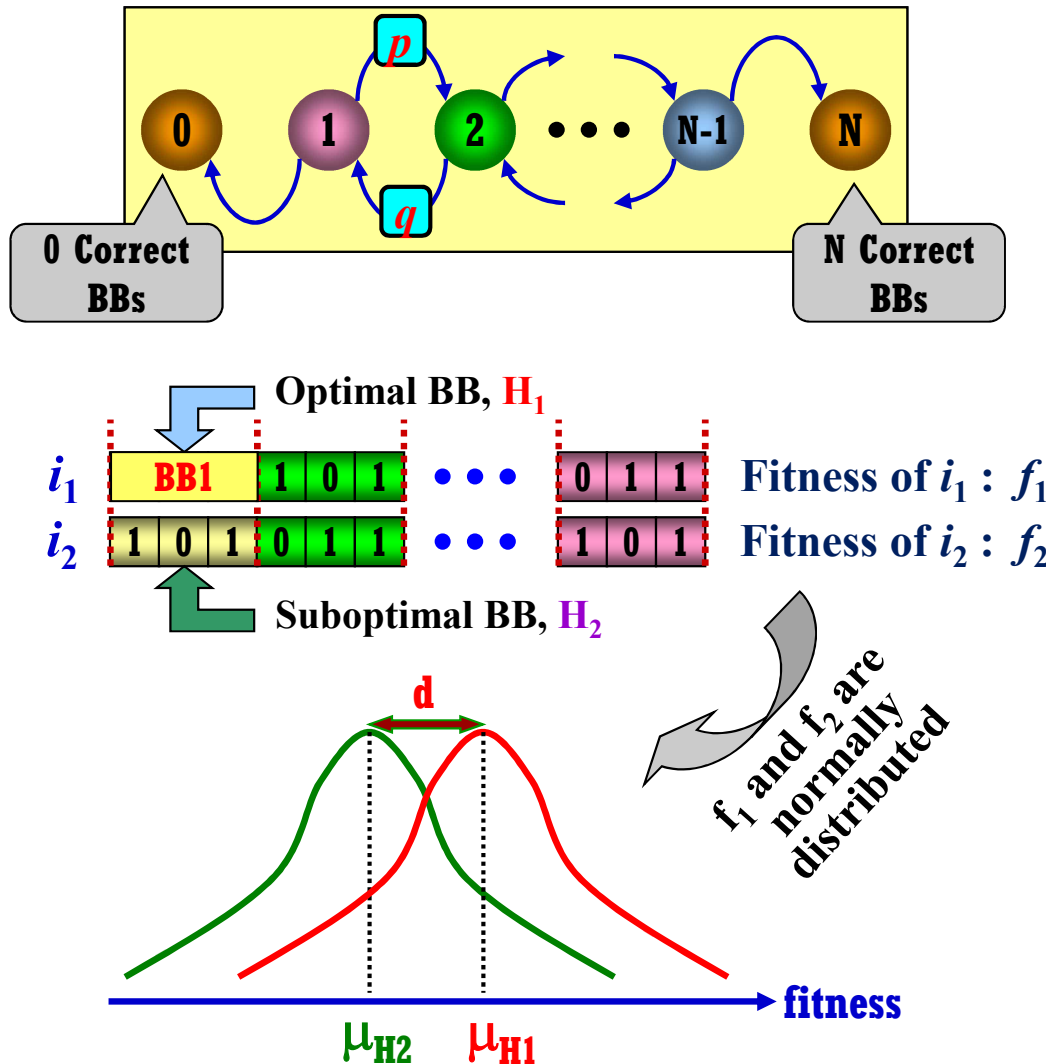 p
0 1 2 ••• N-1 N
q
0 Correct
BBs
N Correct
BBs
Optimal BB, H₁
i₁ BB1 1 0 1 ••• 0 1 1 Fitness of i₁ : f₁
i₂ 1 0 1 0 1 1 ••• 1 0 1 Fitness of i₂ : f₂
Suboptimal BB, H₂
f₁ and f₂ are
normally
distributed
d
fitness
μH2 μH1